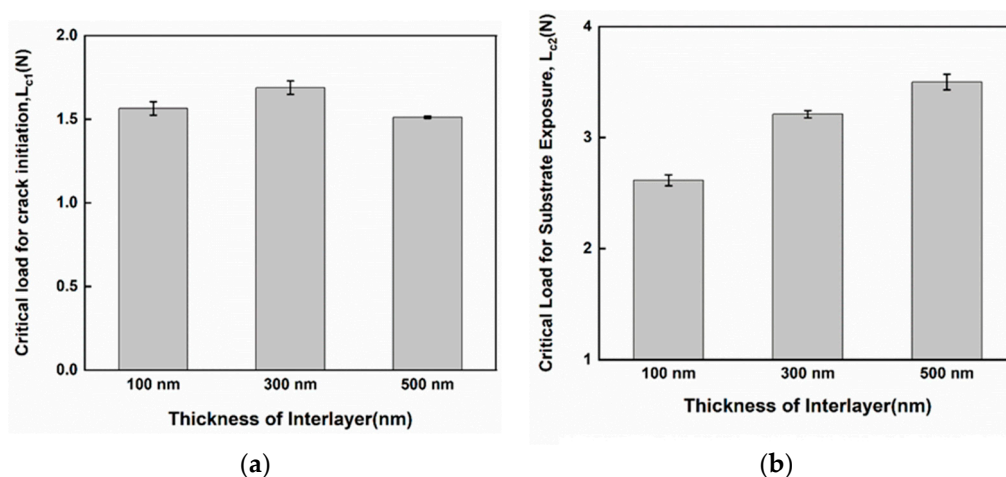 Critical load for crack initiation,Lc1(N)
2.0
1.5
1.0
0.5
0.0
100 nm
300 nm
500 nm
Thickness of Interlayer(nm)
(a)
Critical Load for Substrate Exposure, Lc2(N)
4
3
2
1
100 nm
300 nm
500 nm
Thickness of Interlayer(nm)
(b)